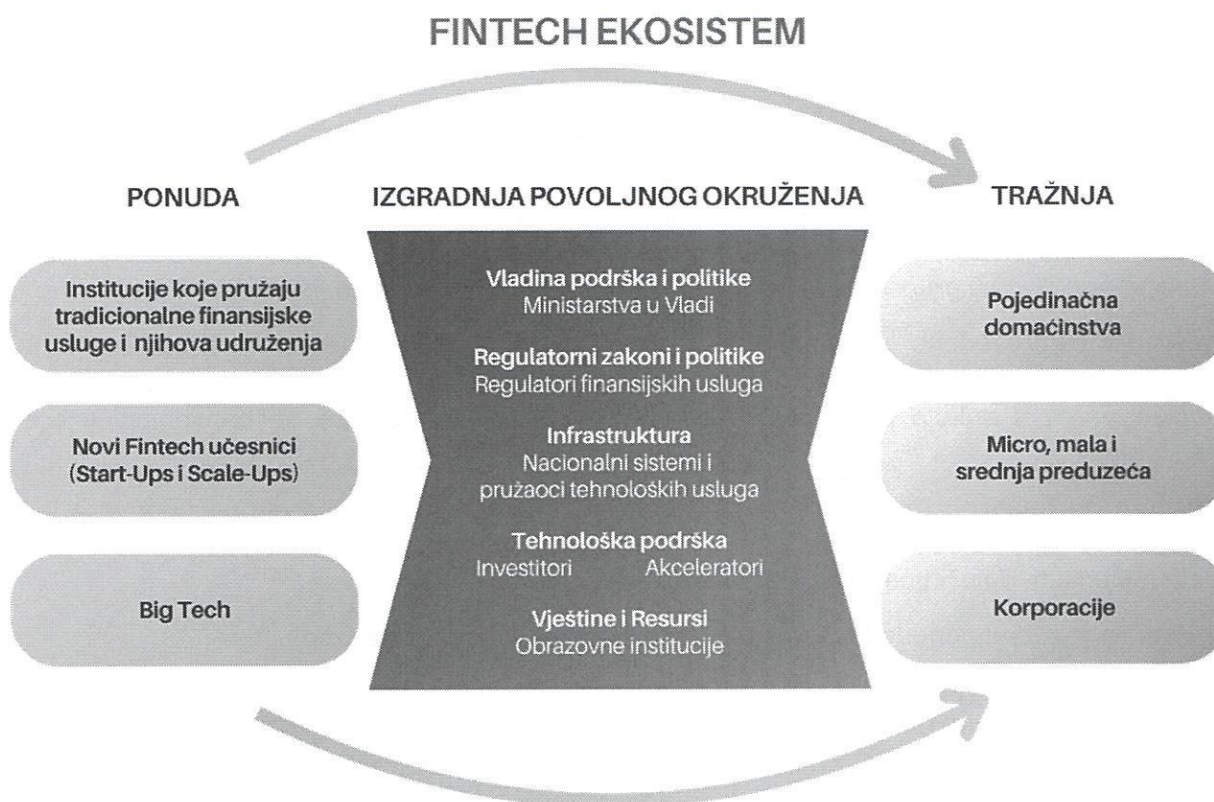 FINTECH EKOSISTEM
PONUDA
Institucije koje pružaju
tradicionalne finansijske
usluge i njihova udruženja
Novi Fintech učesnici
(Start-Ups i Scale-Ups)
Big Tech
IZGRADNJA POVOLJNOG OKRUŽENJA
Vladina podrška i politike
Ministarstva u Vladi
Regulatorni zakoni i politike
Regulatori finansijskih usluga
Infrastruktura
Nacionalni sistemi i
pružaoci tehnoloških usluga
Tehnološka podrška
Investitori Akceleratori
Vještine i Resursi
Obrazovne institucije
TRAŽNJA
Pojedinačna
domaćinstva
Micro, mala i
srednja preduzeća
Korporacije